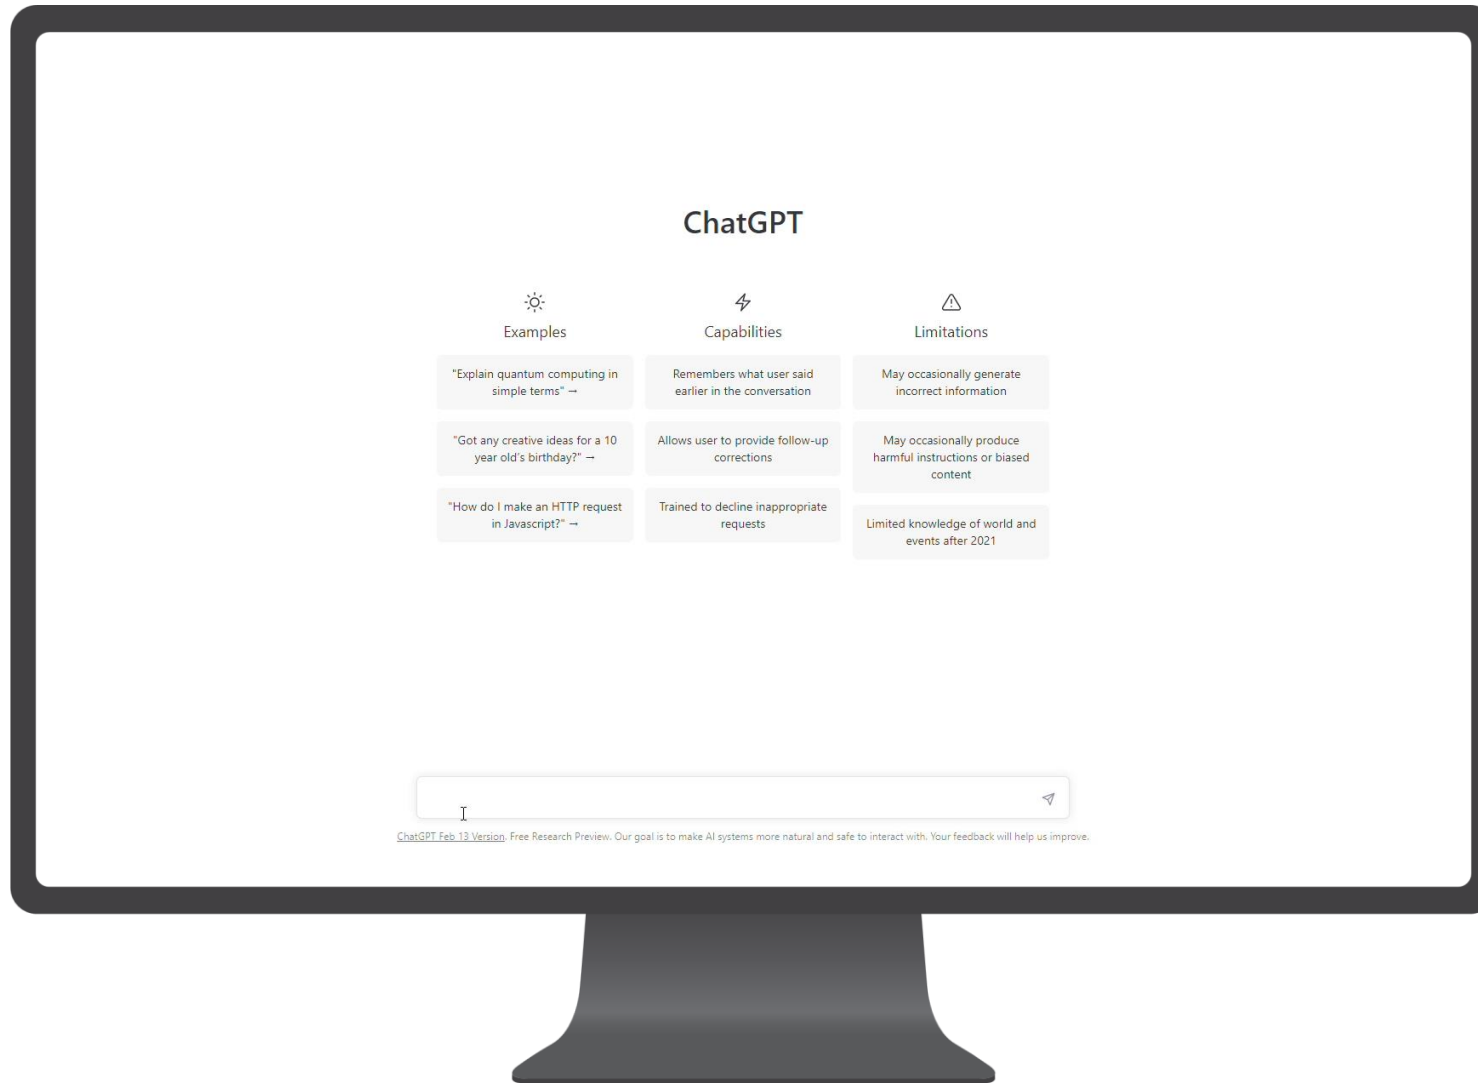 ChatGPT
Examples
"Explain quantum computing in
simple terms" →
"Got any creative ideas for a 10
year old's birthday?" →
"How do I make an HTTP request
in Javascript?" →
Capabilities
Remembers what user said
earlier in the conversation
Allows user to provide follow-up
corrections
Trained to decline inappropriate
requests
Limitations
May occasionally generate
incorrect information
May occasionally produce
harmful instructions or biased
content
Limited knowledge of world and
events after 2021
ChatGPT Feb 13 Version. Free Research Preview. Our goal is to make AI systems more natural and safe to interact with. Your feedback will help us improve.